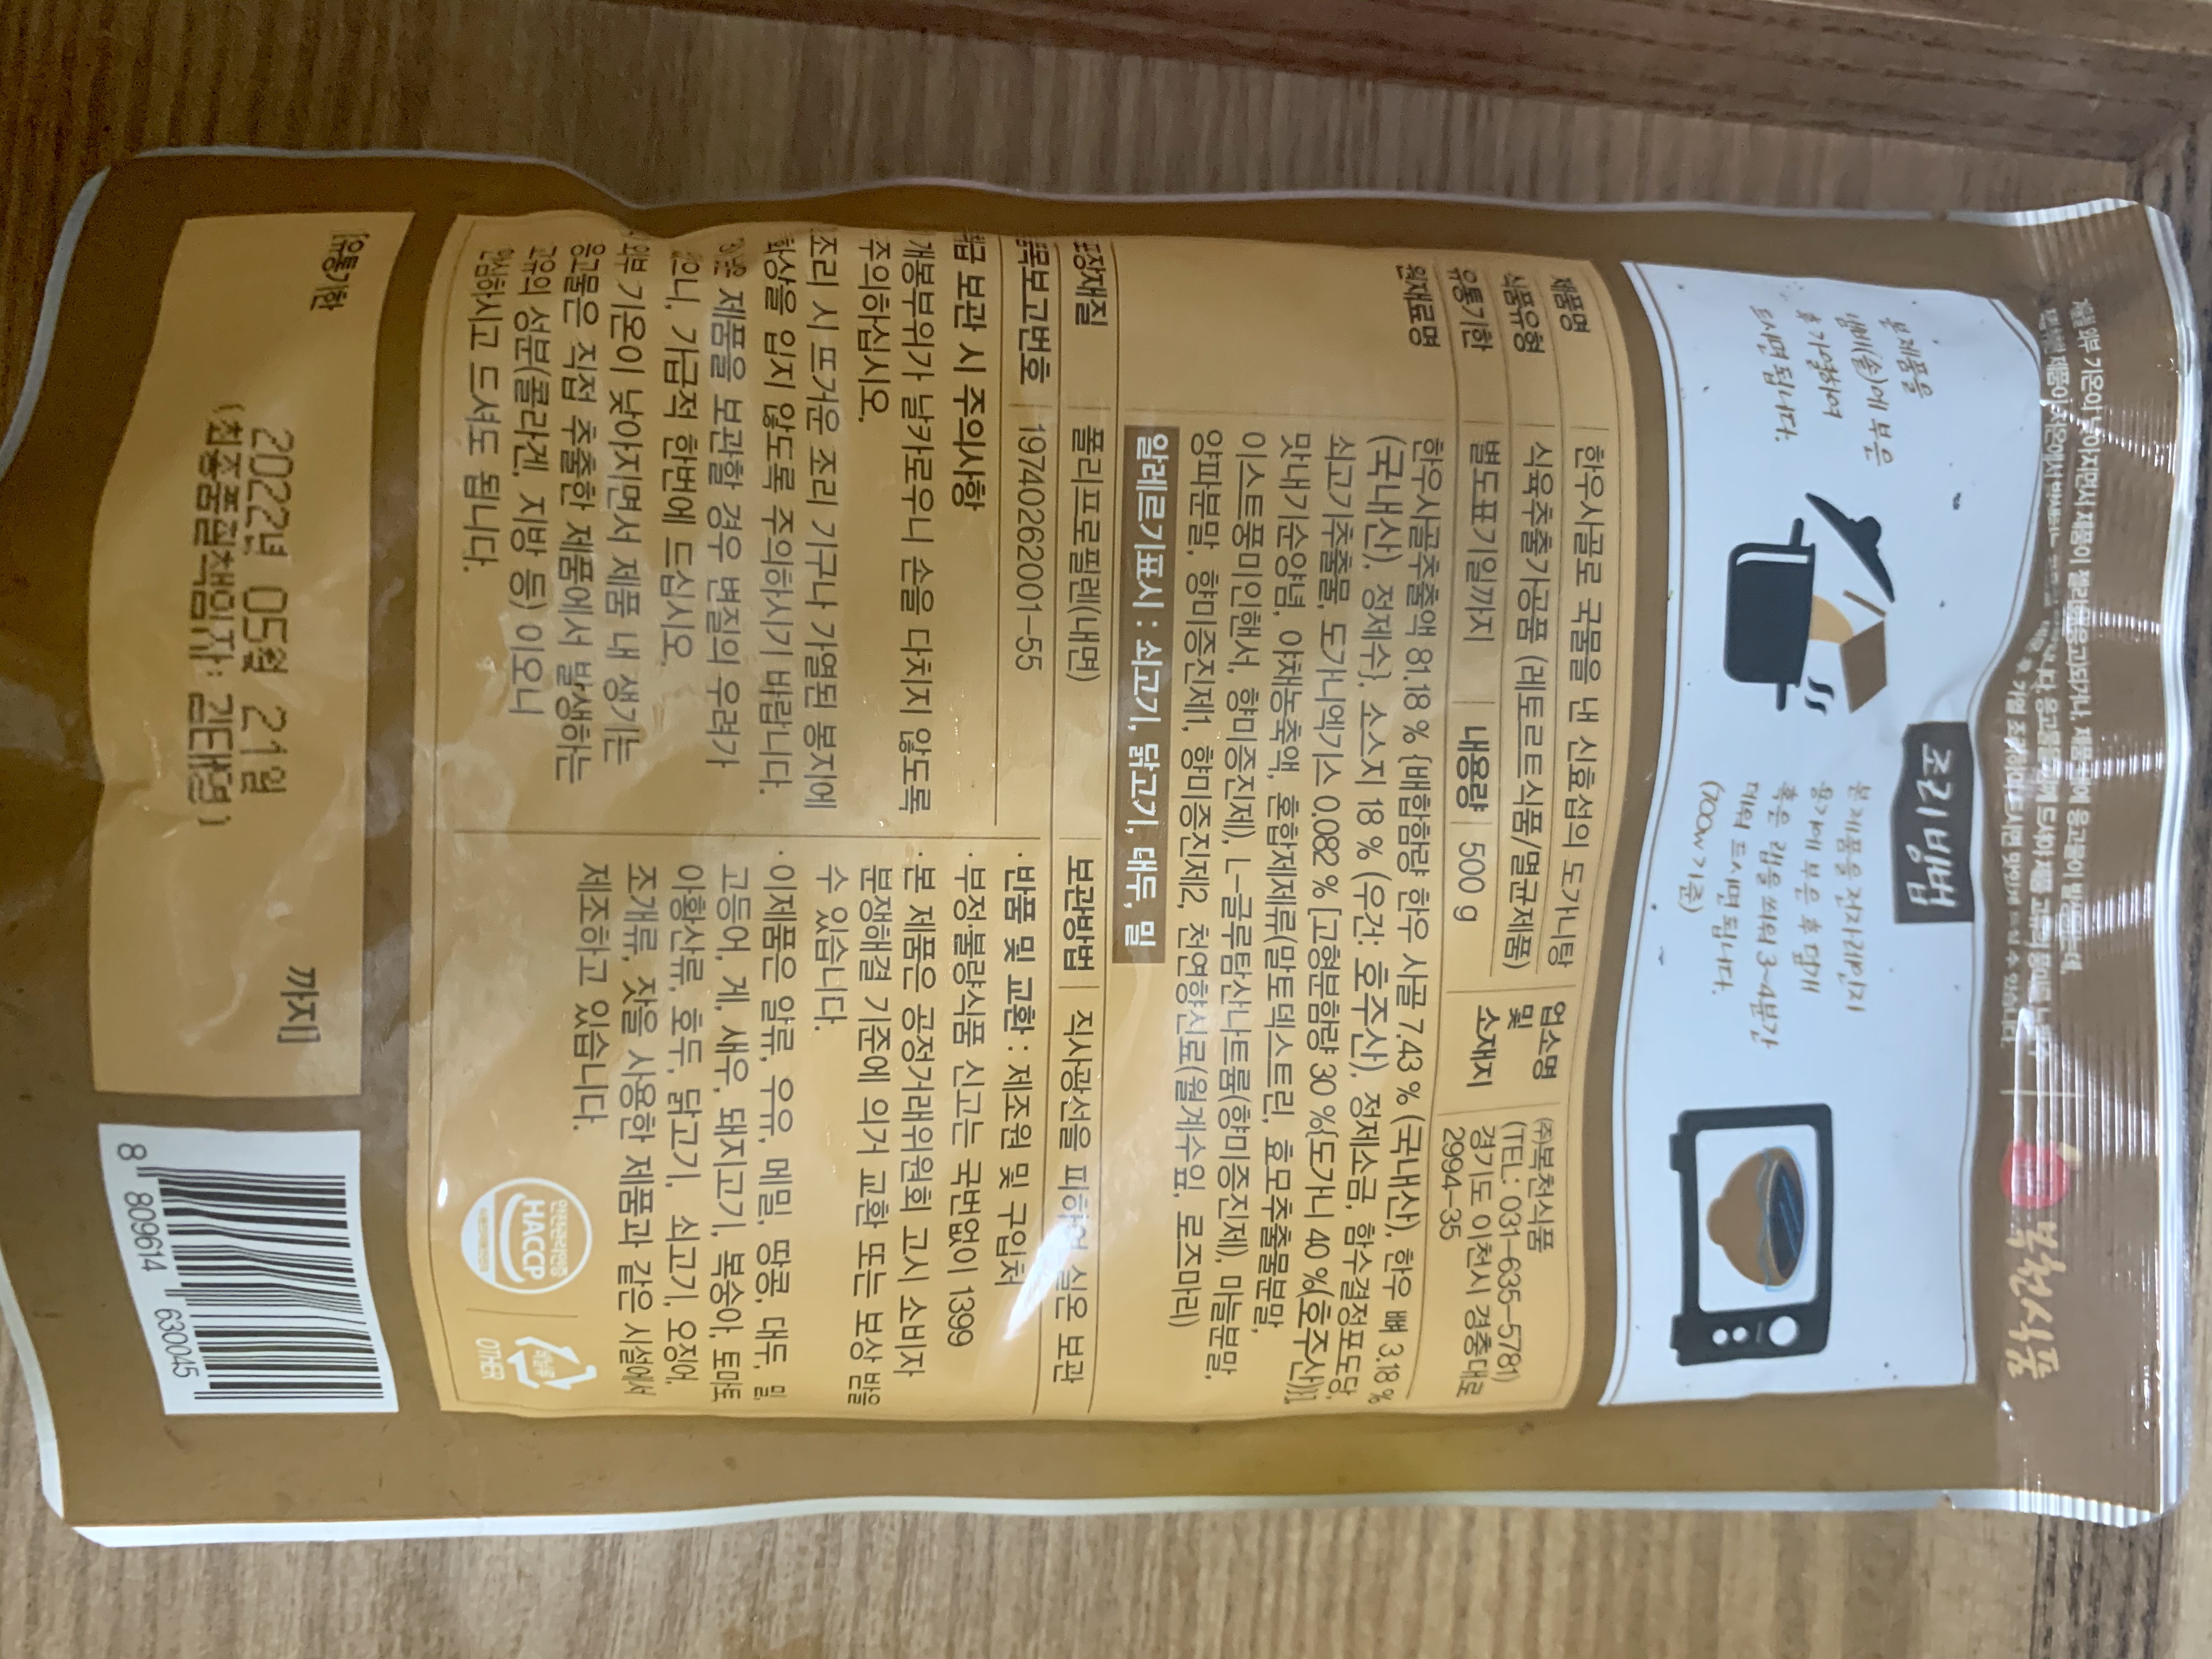 복천식품
조리방법
본제품을
냄비(솥)에 부은
후 가열하여
드시면 됩니다.
본제품을 전자레인지
용기에 부은 후 덮개
혹은 랩을 씌워 3~4분간
데워 드시면 됩니다.
(700w 기준)
제품명 한우사골로 국물을 낸 신효섭의 도가니탕
식품유형 식육추출가공품 (레토르트식품/멸균제품)
유통기한 별도표기일까지 내용량 500 g
업소명
및
소재지
(주)복천식품
(TEL: 031-635-5781)
경기도 이천시 경충대로
2994-35
원재료명 한우사골추출액 81.18 % {배합함량 한우 사골 7.43 % (국내산), 한우 뼈 3.18 %
(국내산), 정제수}, 소스지 18 % (우건: 호주산), 정제소금, 함수결정포도당,
쇠고기추출물, 도가니엑기스 0.082 % [고형분함량 30 %{도가니 40 %(호주산)}]
맛내기순양념, 야채농축액, 혼합제제류(말토덱스트린, 효모추출물분말,
이스트풍미인핸서, 향미증진제), L-글루탐산나트륨(향미증진제), 마늘분말,
양파분말, 향미증진제1, 향미증진제2, 천연향신료(월계수잎, 로즈마리)
알레르기표시 : 쇠고기, 닭고기, 대두, 밀
포장재질 폴리프로필렌(내면) 보관방법 직사광선을 피하여 실온 보관
품목보고번호 19740262001-55
취급 보관 시 주의사항
개봉부위가 날카로우니 손을 다치지 않도록
주의하십시오.
조리 시 뜨거운 조리 기구나 가열된 봉지에
화상을 입지 않도록 주의하시기 바랍니다.
제품을 보관할 경우 변질의 우려가
있으니, 가급적 한번에 드십시오.
외부 기온이 낮아지면서 제품 내 생기는
응고물은 직접 추출한 제품에서 발생하는
고유의 성분(콜라겐, 지방 등) 이오니
안심하시고 드셔도 됩니다.
· 반품 및 교환 : 제조원 및 구입처
· 부정·불량식품 신고는 국번없이 1399
· 본 제품은 공정거래위원회 고시 소비자
분쟁해결 기준에 의거 교환 또는 보상 받을
수 있습니다.
· 이제품은 알류, 우유, 메밀, 땅콩, 대두, 밀,
고등어, 게, 새우, 돼지고기, 복숭아, 토마토,
아황산류, 호두, 닭고기, 쇠고기, 오징어,
조개류, 잣을 사용한 제품과 같은 시설에서
제조하고 있습니다.
안전관리인증
HACCP
OTHER
[유통기한
2022년 05월 21일
(최종품질책임자 : 김태영)
까지]
8 809614 630045